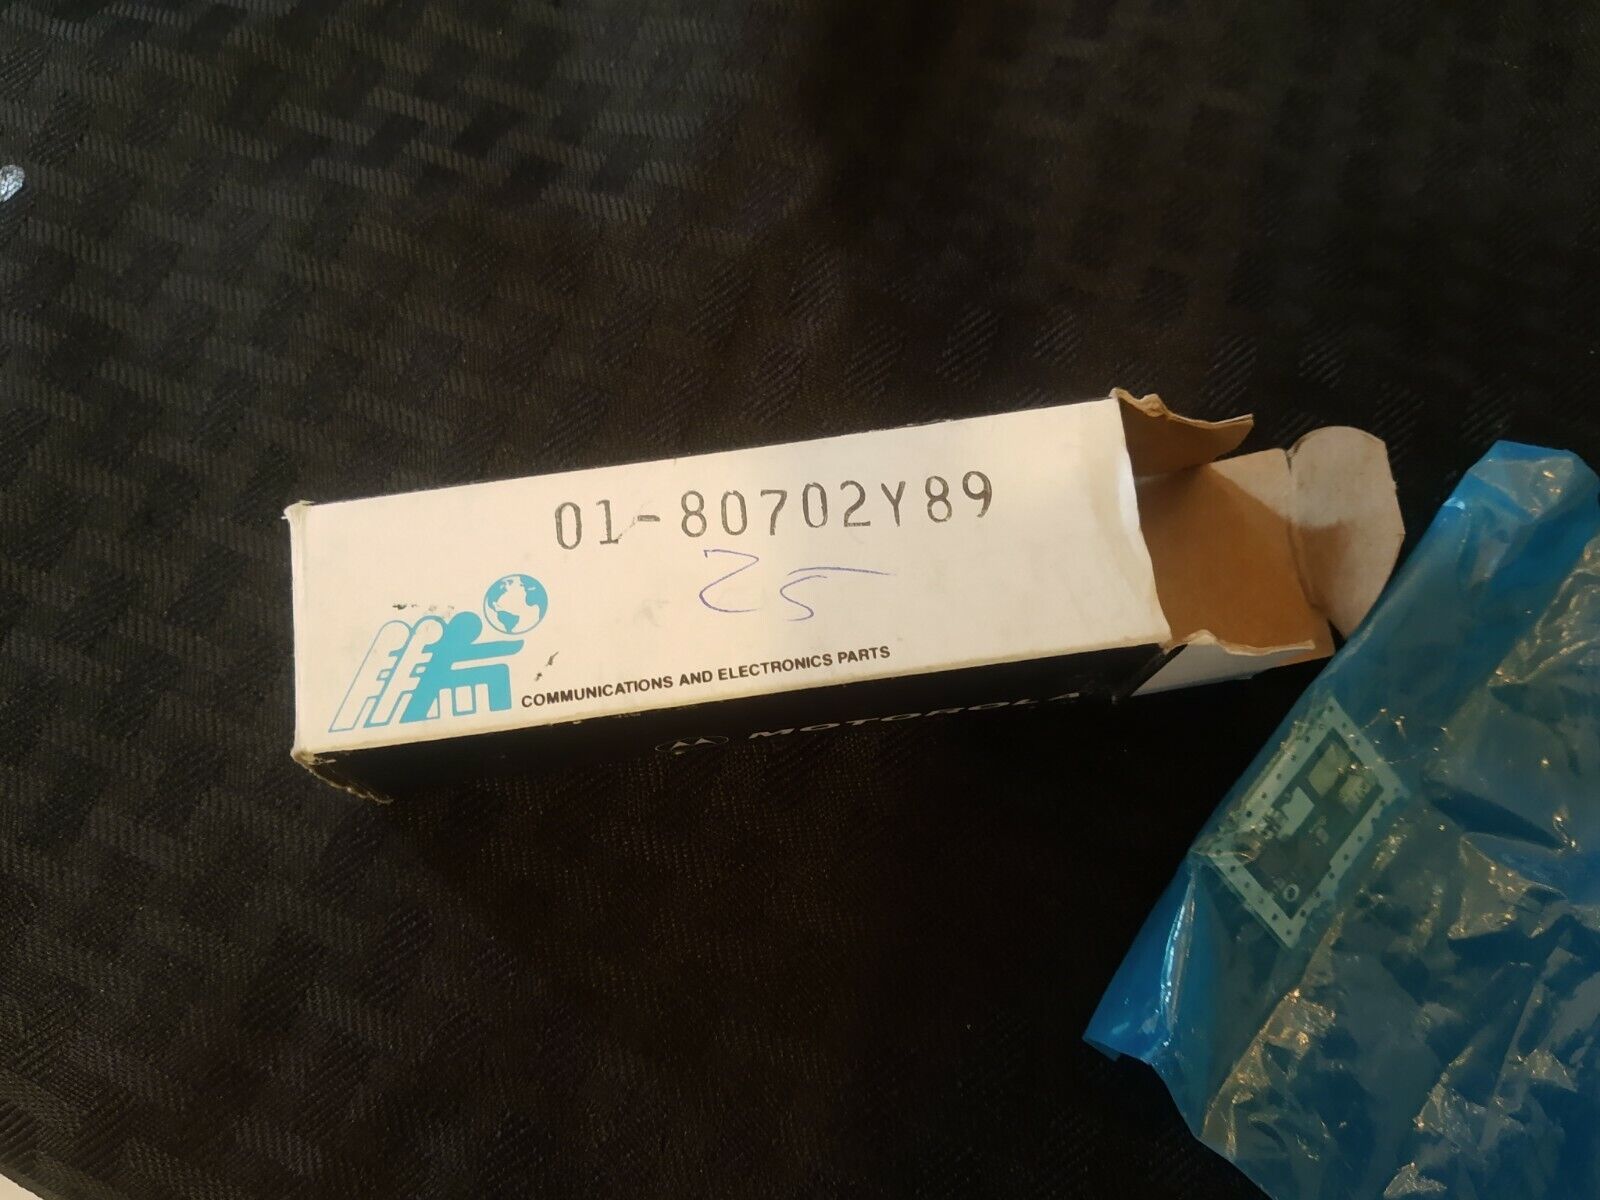 01-80702Y89
25
COMMUNICATIONS AND ELECTRONICS PARTS
MOTOROLA